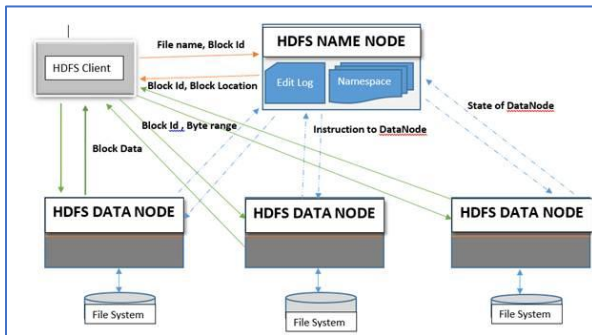 File name, Block Id
HDFS NAME NODE
HDFS Client
Block Id, Block Location
Edit Log
Namespace
State of DataNode
Block Id , Byte range
Instruction to DataNode
Block Data
HDFS DATA NODE
HDFS DATA NODE
HDFS DATA NODE
File System
File System
File System